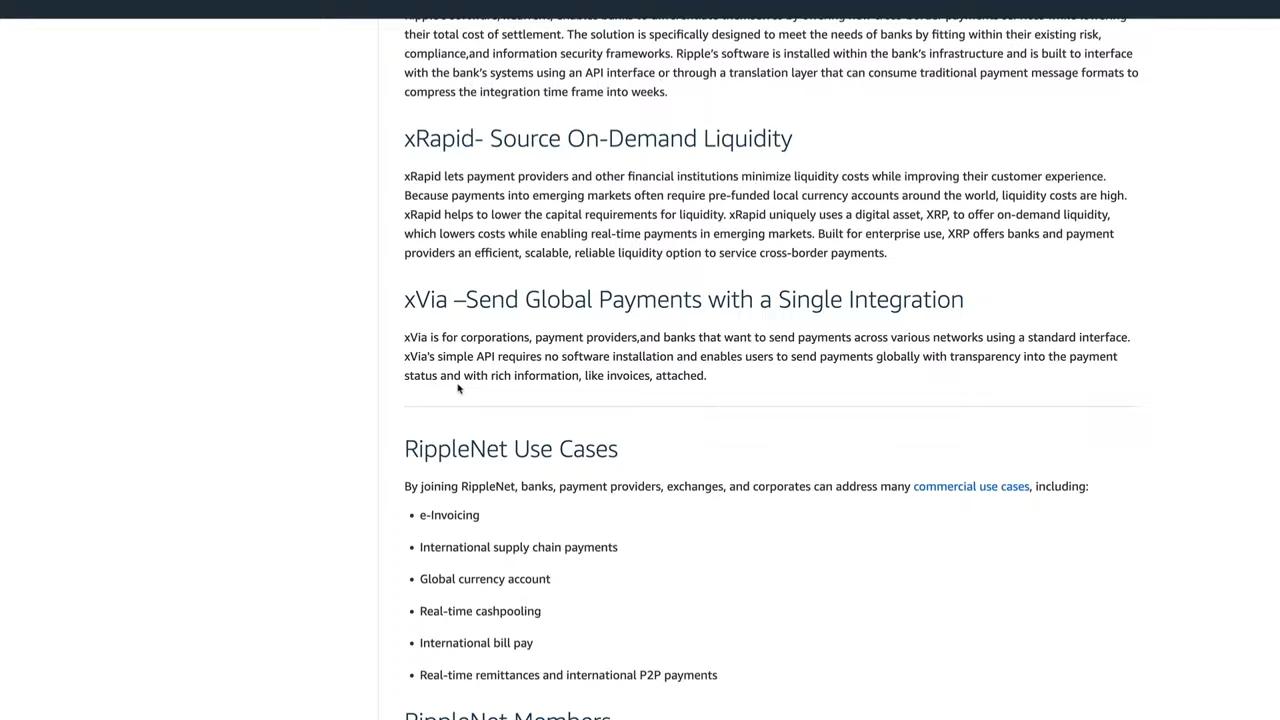 their total cost of settlement. The solution is specifically designed to meet the needs of banks by fitting within their existing risk,
compliance,and information security frameworks. Ripple’s software is installed within the bank’s infrastructure and is built to interface
with the bank’s systems using an API interface or through a translation layer that can consume traditional payment message formats to
compress the integration time frame into weeks.
xRapid- Source On-Demand Liquidity
xRapid lets payment providers and other financial institutions minimize liquidity costs while improving their customer experience.
Because payments into emerging markets often require pre-funded local currency accounts around the world, liquidity costs are high.
xRapid helps to lower the capital requirements for liquidity. xRapid uniquely uses a digital asset, XRP, to offer on-demand liquidity,
which lowers costs while enabling real-time payments in emerging markets. Built for enterprise use, XRP offers banks and payment
providers an efficient, scalable, reliable liquidity option to service cross-border payments.
xVia –Send Global Payments with a Single Integration
xVia is for corporations, payment providers,and banks that want to send payments across various networks using a standard interface.
xVia's simple API requires no software installation and enables users to send payments globally with transparency into the payment
status and with rich information, like invoices, attached.
RippleNet Use Cases
By joining RippleNet, banks, payment providers, exchanges, and corporates can address many commercial use cases, including:
• e-Invoicing
• International supply chain payments
• Global currency account
• Real-time cashpooling
• International bill pay
• Real-time remittances and international P2P payments
RippleNet Members